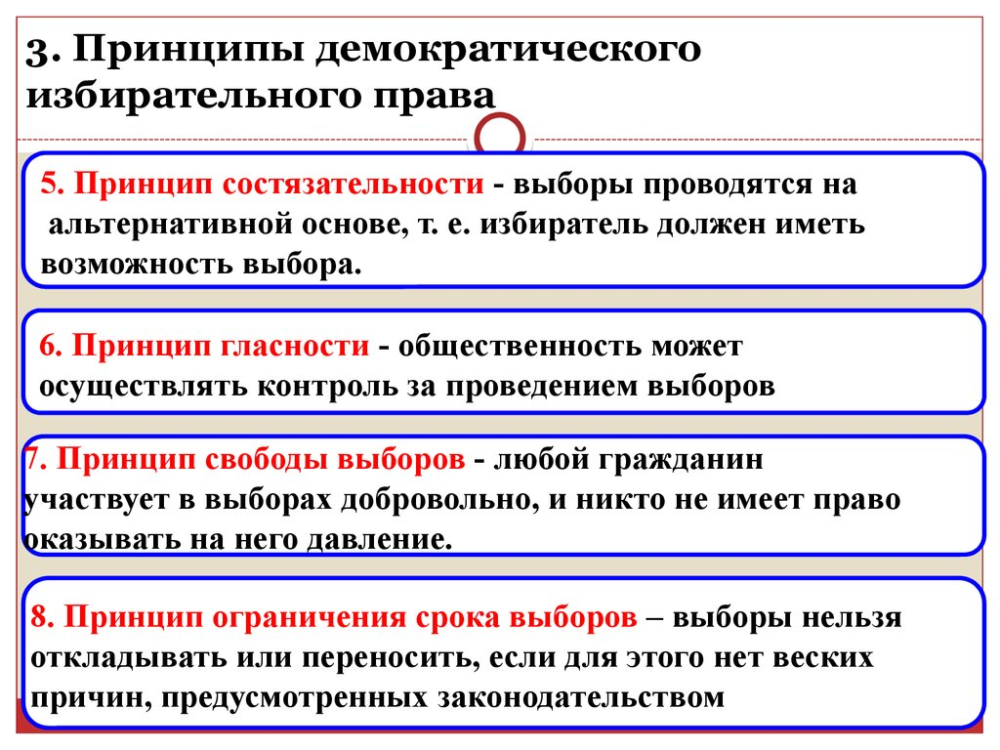 3. Принципы демократического
избирательного права
5. Принцип состязательности - выборы проводятся на
альтернативной основе, т. е. избиратель должен иметь
возможность выбора.
6. Принцип гласности - общественность может
осуществлять контроль за проведением выборов
7. Принцип свободы выборов - любой гражданин
участвует в выборах добровольно, и никто не имеет право
оказывать на него давление.
8. Принцип ограничения срока выборов – выборы нельзя
откладывать или переносить, если для этого нет веских
причин, предусмотренных законодательством